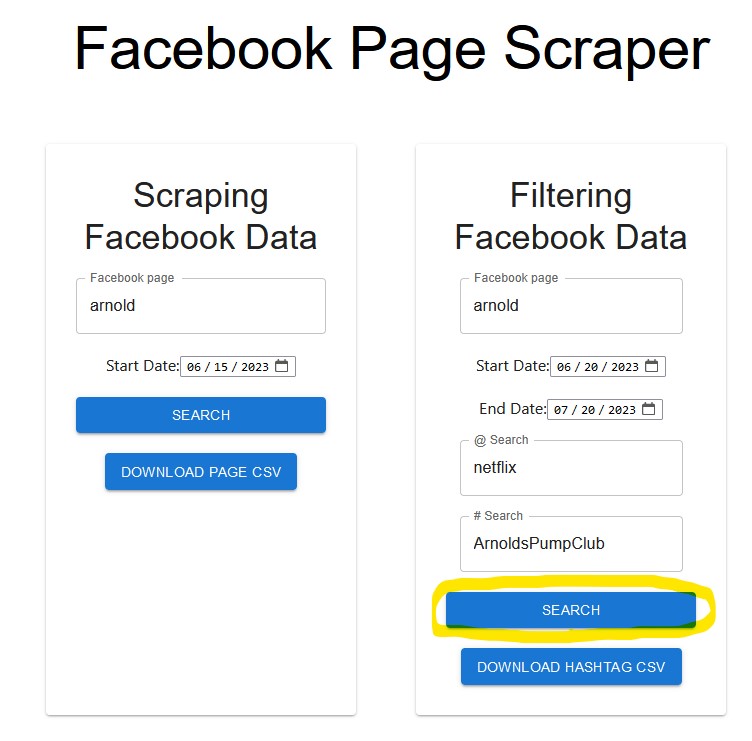 Facebook Page Scraper
Scraping
Facebook Data
Facebook page
arnold
Start Date: 06/15/2023
SEARCH
DOWNLOAD PAGE CSV
Filtering
Facebook Data
Facebook page
arnold
Start Date: 06/20/2023
End Date: 07/20/2023
@ Search
netflix
# Search
ArnoldsPumpClub
SEARCH
DOWNLOAD HASHTAG CSV